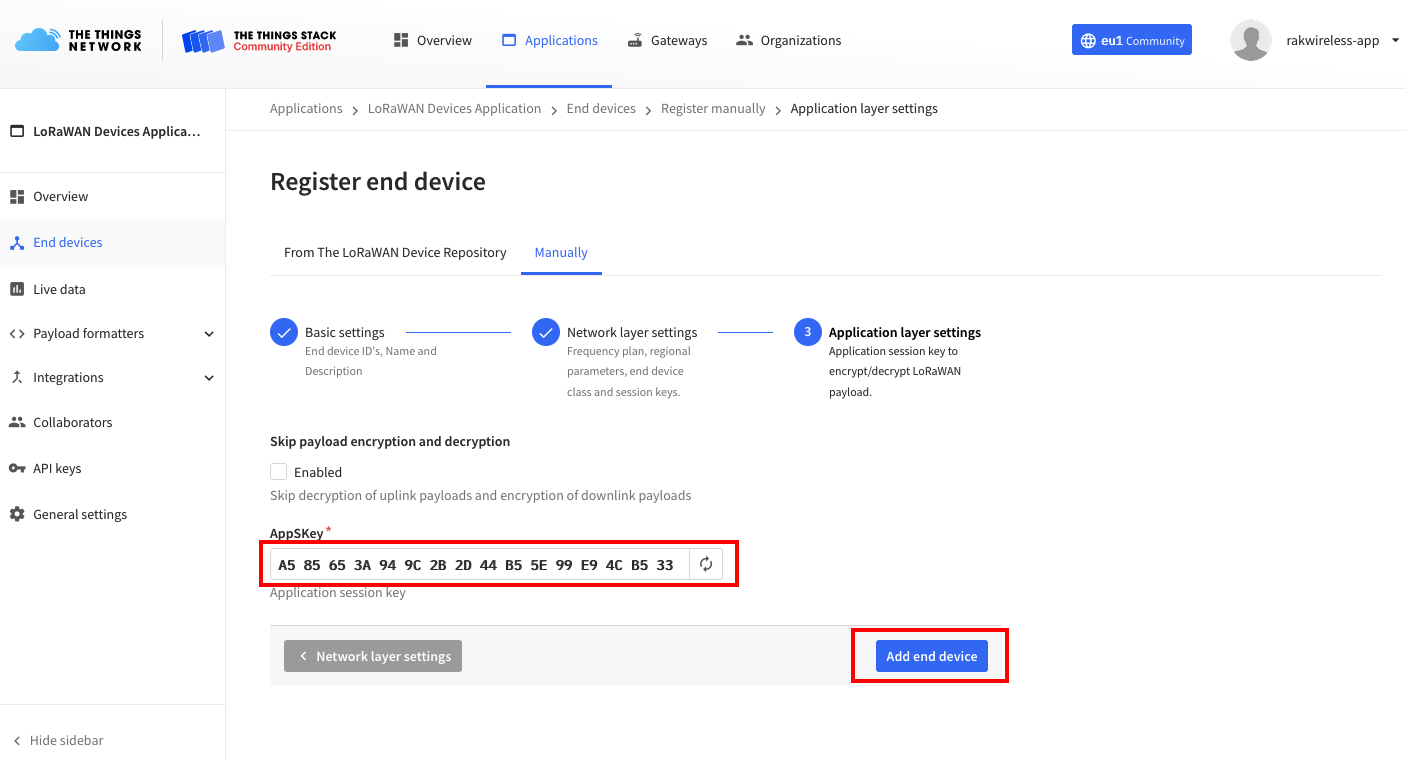 THE THINGS
NETWORK
THE THINGS STACK
Community Edition
Overview
Applications
Gateways
Organizations
eu1 Community
rakwireless-app
Applications > LoRaWAN Devices Application > End devices > Register manually > Application layer settings
LoRaWAN Devices Applica...
Overview
End devices
Live data
Payload formatters
Integrations
Collaborators
API keys
General settings
Hide sidebar
Register end device
From The LoRaWAN Device Repository
Manually
Basic settings
End device ID's, Name and
Description
Network layer settings
Frequency plan, regional
parameters, end device
class and session keys.
3
Application layer settings
Application session key to
encrypt/decrypt LoRaWAN
payload.
Skip payload encryption and decryption
Enabled
Skip decryption of uplink payloads and encryption of downlink payloads
AppSKey*
A5 85 65 3A 94 9C 2B 2D 44 B5 5E 99 E9 4C B5 33
Application session key
< Network layer settings
Add end device